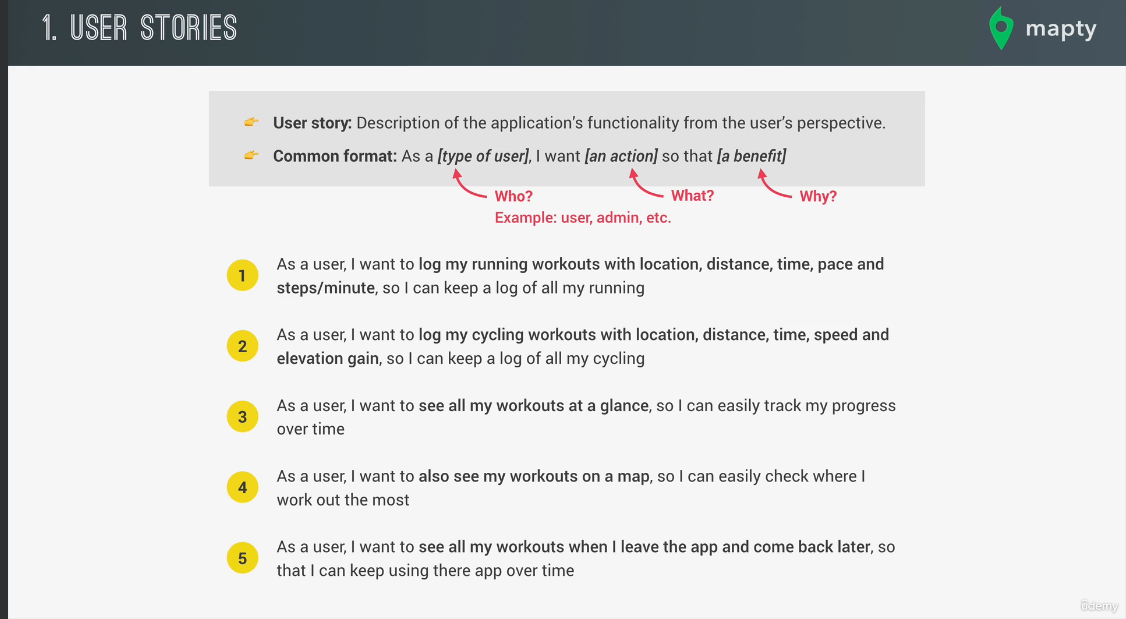 1. USER STORIES
mapty
User story: Description of the application's functionality from the user's perspective.
Common format: As a [type of user], I want [an action] so that [a benefit]
Who?
What?
Why?
Example: user, admin, etc.
1
As a user, I want to log my running workouts with location, distance, time, pace and
steps/minute, so I can keep a log of all my running
2
As a user, I want to log my cycling workouts with location, distance, time, speed and
elevation gain, so I can keep a log of all my cycling
3
As a user, I want to see all my workouts at a glance, so I can easily track my progress
over time
4
As a user, I want to also see my workouts on a map, so I can easily check where I
work out the most
5
As a user, I want to see all my workouts when I leave the app and come back later, so
that I can keep using there app over time
ûdemy